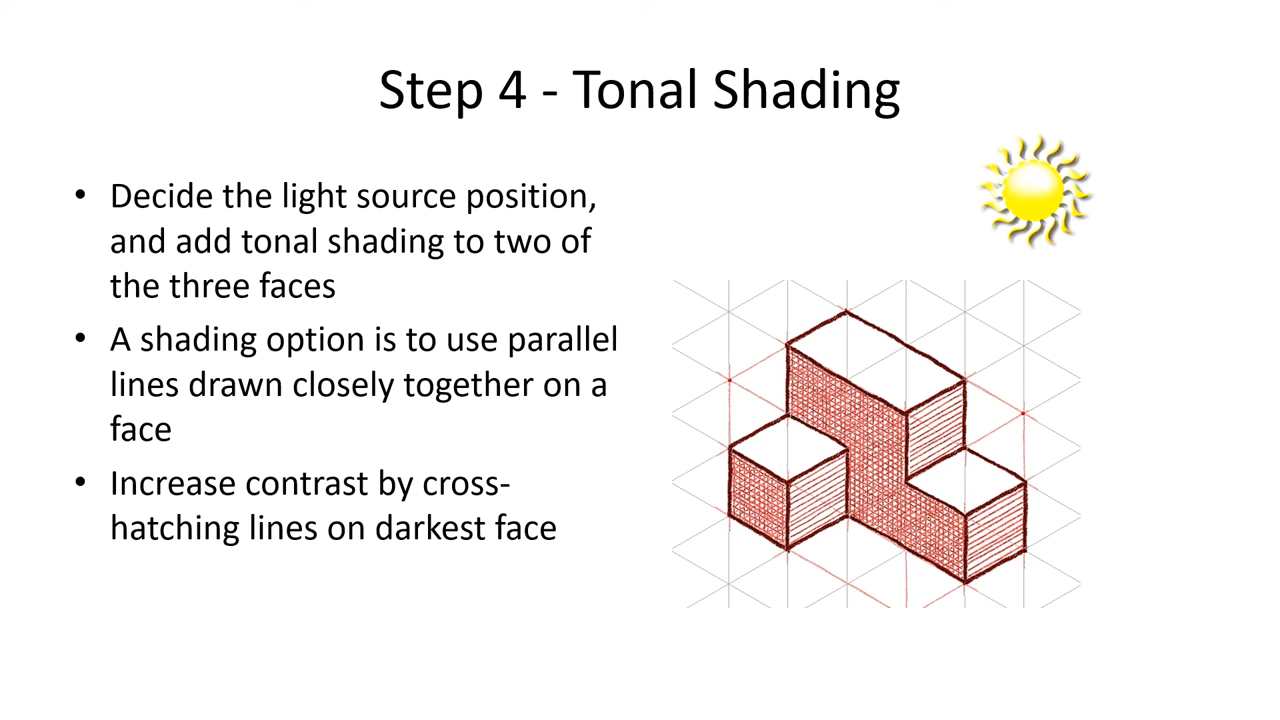 Step 4 - Tonal Shading
• Decide the light source position,
and add tonal shading to two of
the three faces
• A shading option is to use parallel
lines drawn closely together on a
face
• Increase contrast by cross-
hatching lines on darkest face